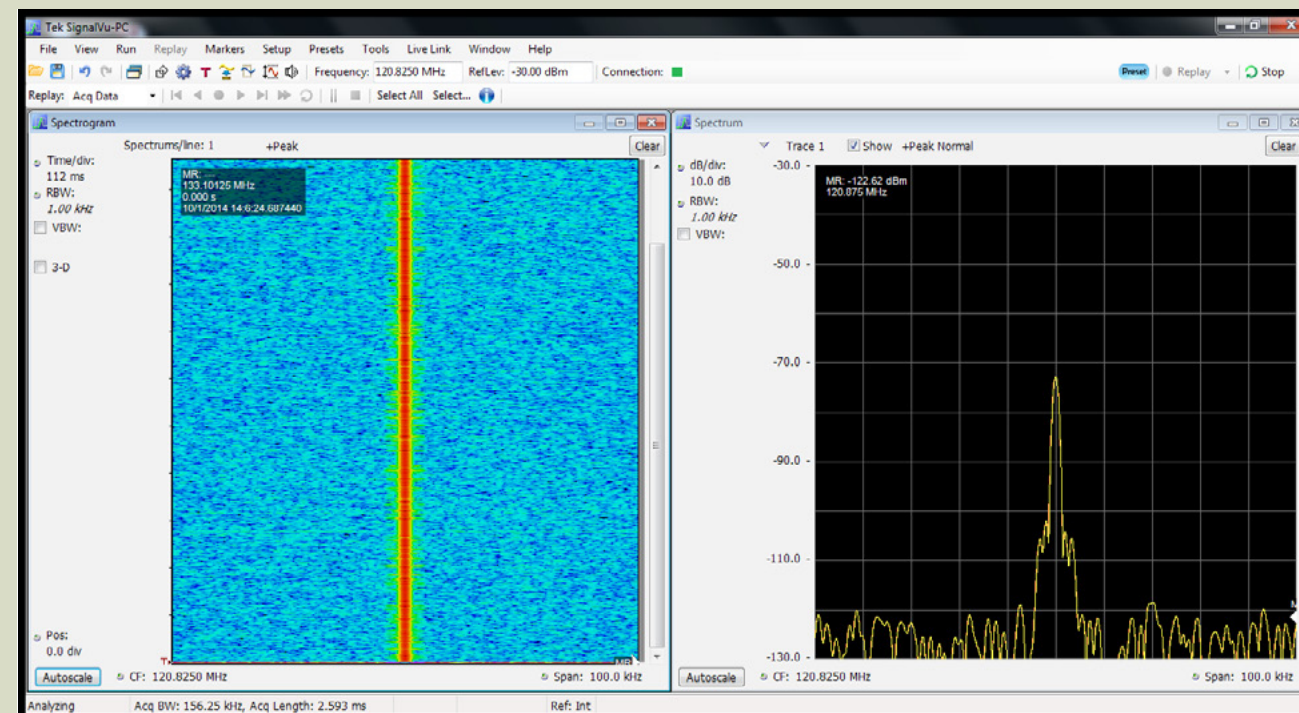 Tek SignalVu-PC
File View Run Replay Markers Setup Presets Tools Live Link Window Help
Frequency: 120.8250 MHz RefLev: -30.00 dBm Connection: Preset Replay Stop
Replay: Acq Data Select All Select...
Spectrogram
Spectrums/line: 1 +Peak Clear
Time/div:
112 ms
RBW:
1.00 kHz
VBW:
3-D
MR: ---
133.10125 MHz
0.000 s
10/1/2014 14:6:24.687440
Pos:
0.0 div
T
MR
Autoscale CF: 120.8250 MHz Span: 100.0 kHz
Spectrum
Trace 1 Show +Peak Normal Clear
dB/div:
10.0 dB
RBW:
1.00 kHz
VBW:
-30.0
MR: -122.62 dBm
120.875 MHz
-50.0
-70.0
-90.0
-110.0
-130.0
M
Autoscale CF: 120.8250 MHz Span: 100.0 kHz
Analyzing Acq BW: 156.25 kHz, Acq Length: 2.593 ms Ref: Int